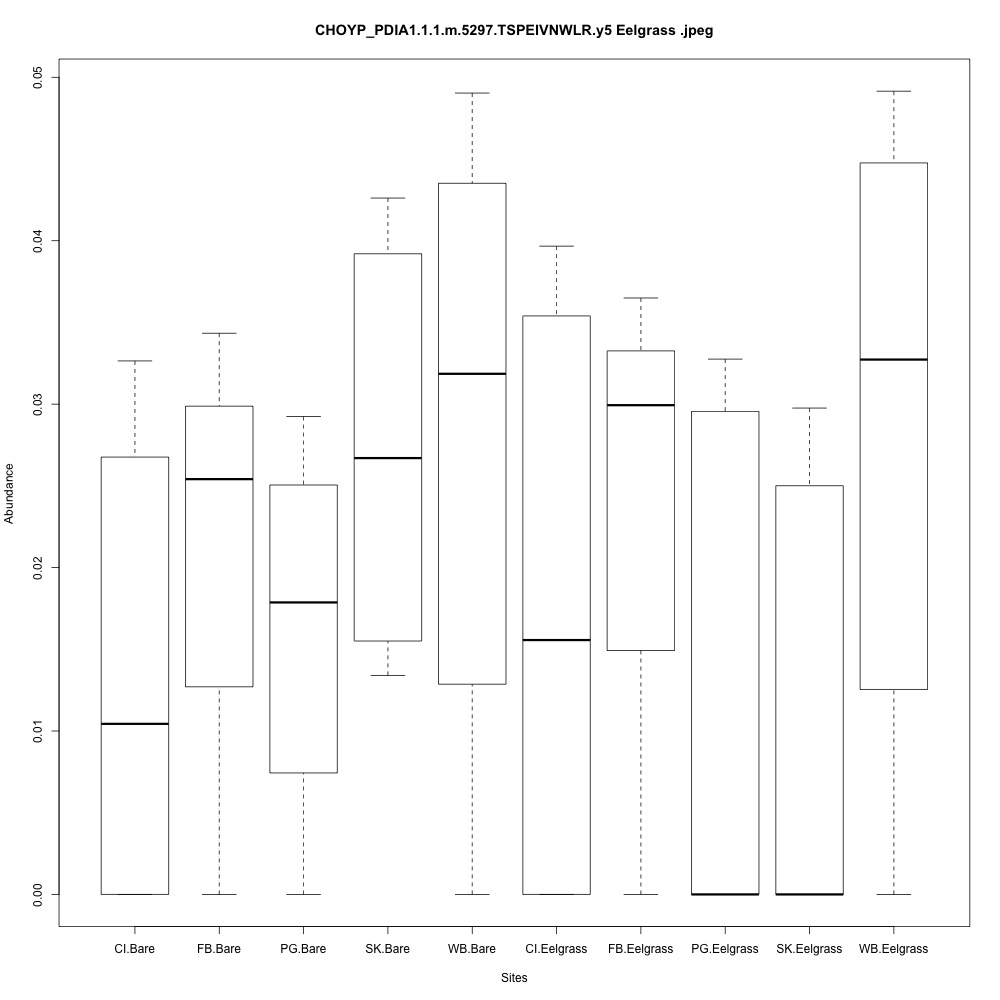 CHOYP_PDIA1.1.1.m.5297.TSPEIVNWLR.y5 Eelgrass .jpeg
0.05
0.04
0.03
0.02
0.01
0.00
Abundance
CI.Bare FB.Bare PG.Bare SK.Bare WB.Bare CI.Eelgrass FB.Eelgrass PG.Eelgrass SK.Eelgrass WB.Eelgrass
Sites